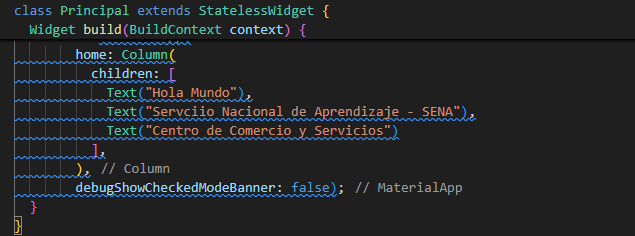 class Principal extends StatelessWidget {
Widget build(BuildContext context) {
home: Column(
children: [
Text("Hola Mundo"),
Text("Servciio Nacional de Aprendizaje - SENA"),
Text("Centro de Comercio y Servicios")
],
), // Column
debugShowCheckedModeBanner: false); // MaterialApp
}
}